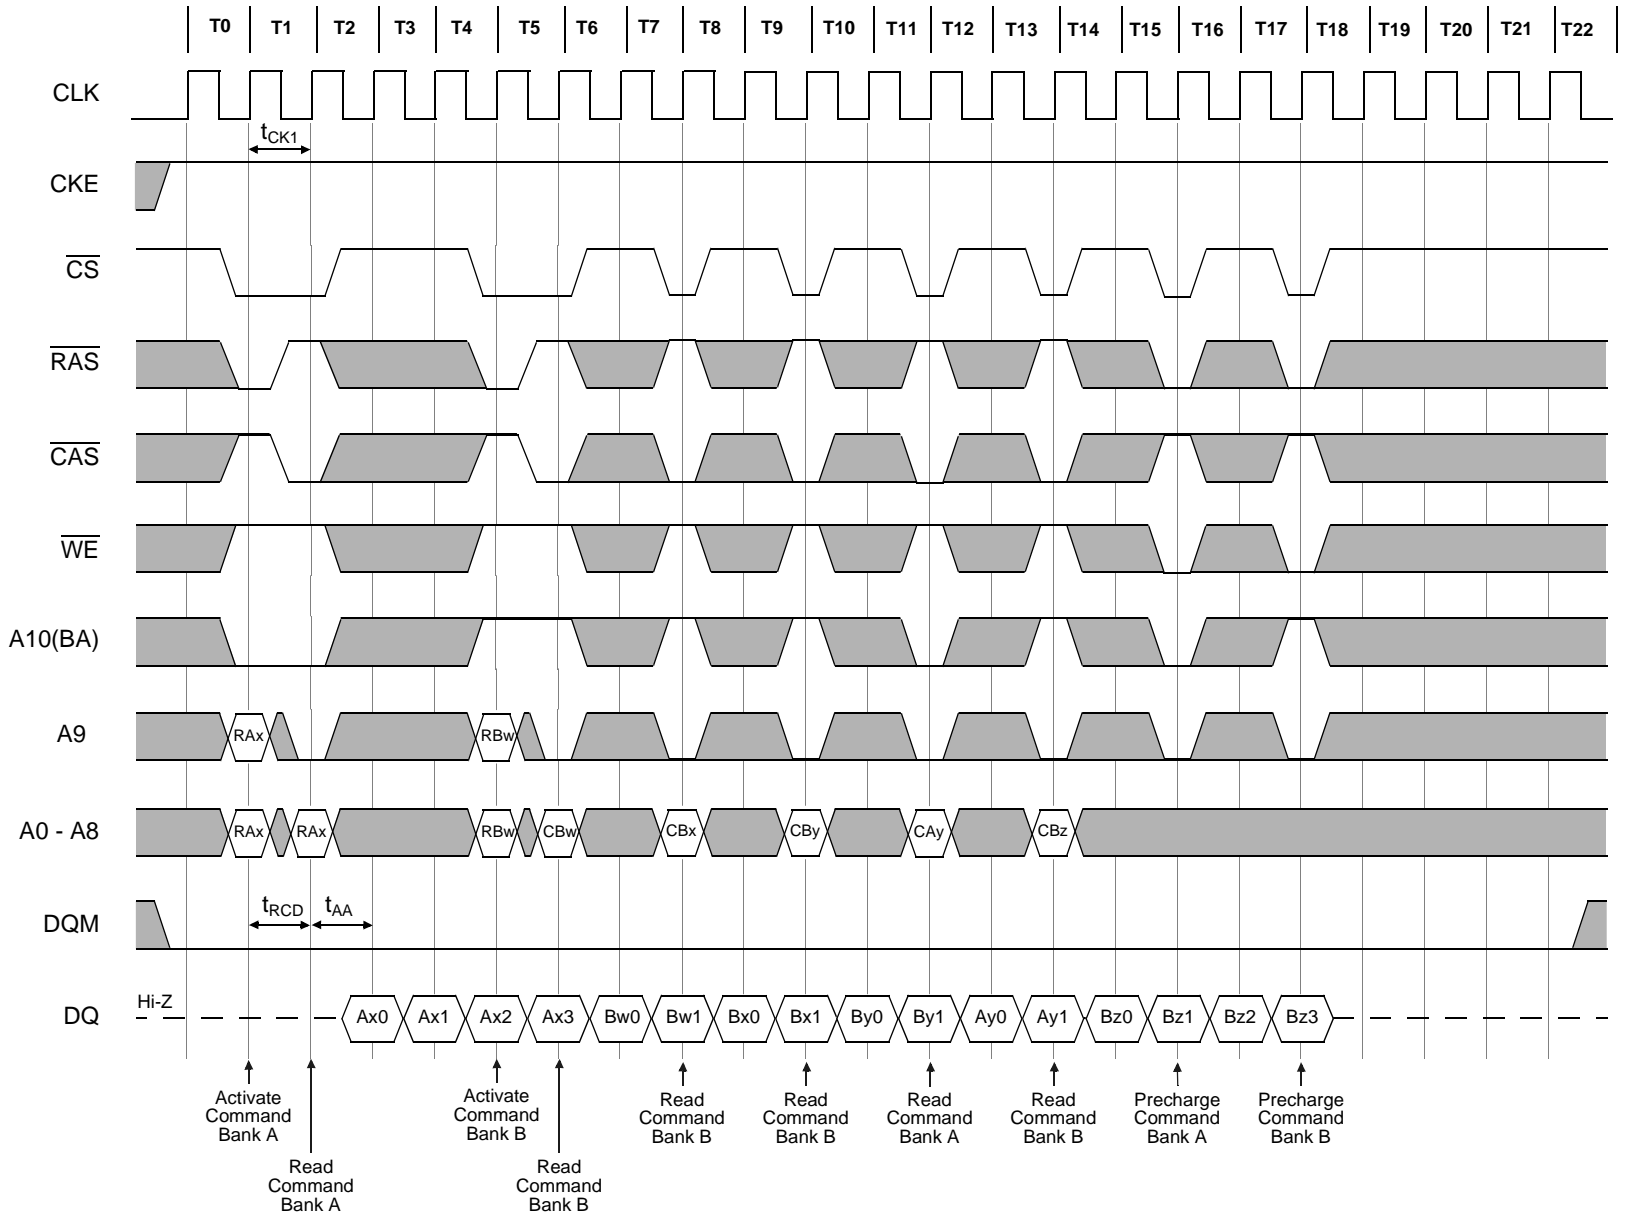 T0 T1 T2 T3 T4 T5 T6 T7 T8 T9 T10 T11 T12 T13 T14 T15 T16 T17 T18 T19 T20 T21 T22
CLK
tCK1
CKE
CS
RAS
CAS
WE
A10(BA)
A9
RAx RBw
A0 - A8
RAx RAx RBw CBw CBx CBy CAy CBz
DQM
tRCD tAA
DQ
Hi-Z
Ax0 Ax1 Ax2 Ax3 Bw0 Bw1 Bx0 Bx1 By0 By1 Ay0 Ay1 Bz0 Bz1 Bz2 Bz3
Activate
Command
Bank A
Read
Command
Bank A
Activate
Command
Bank B
Read
Command
Bank B
Read
Command
Bank B
Read
Command
Bank B
Read
Command
Bank A
Read
Command
Bank B
Precharge
Command
Bank A
Precharge
Command
Bank B